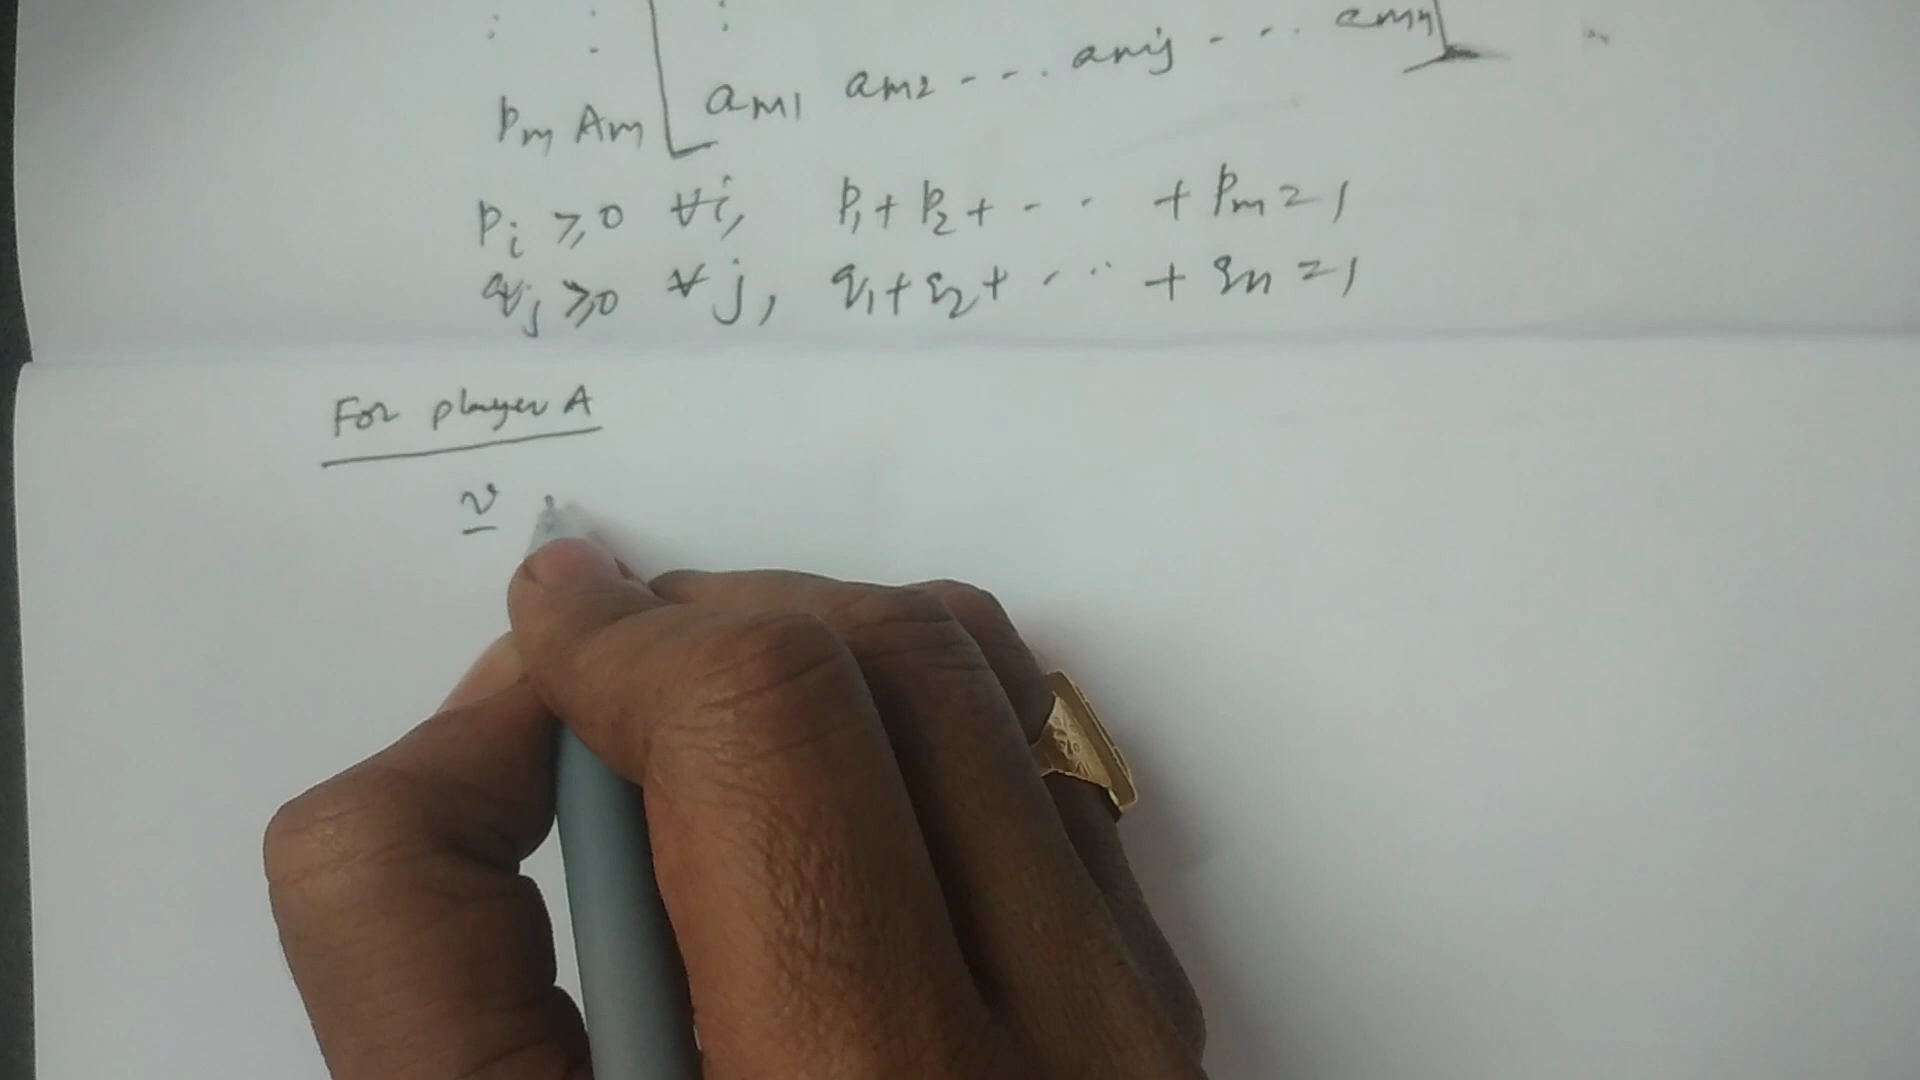 ⋮ ⋮ ⋮
Pm Am [ am1 am2 - - - . amj - - . . amn ]
pi ≥ 0 ∀i, P1 + P2 + - - . + Pm = 1
qj ≥ 0 ∀j, q1 + q2 + - . . + qn = 1
For player A
v